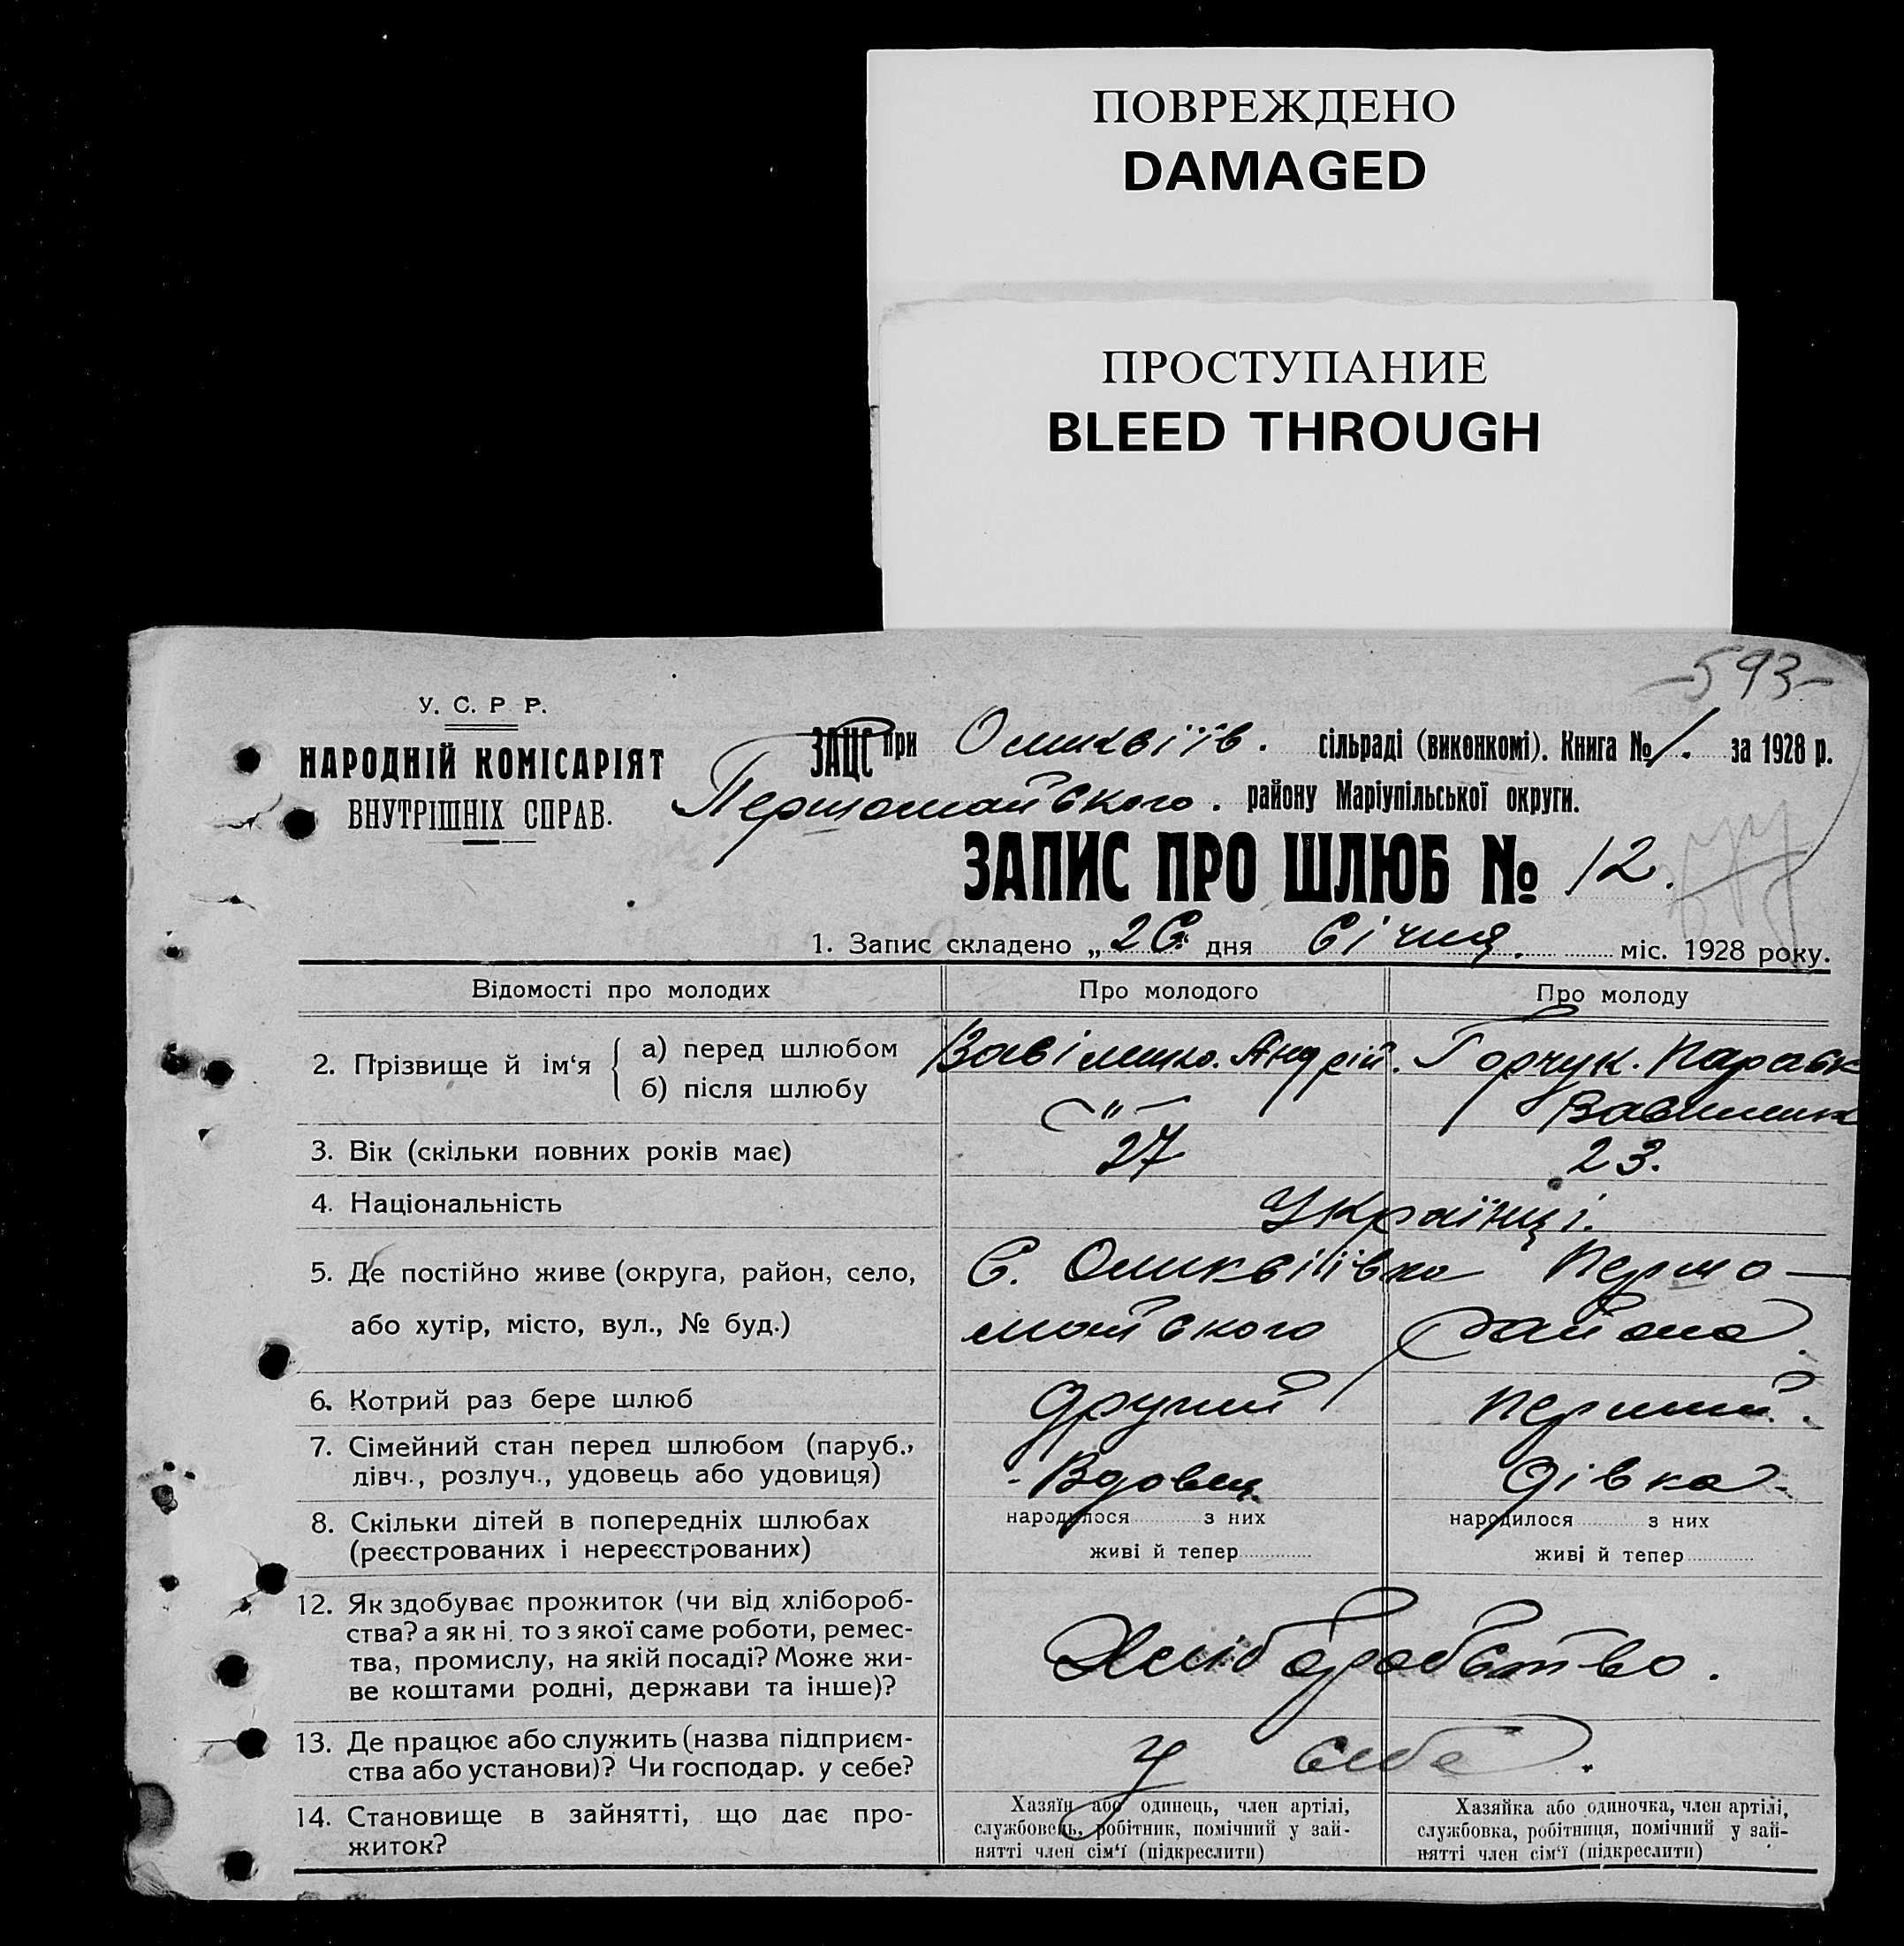 ПОВРЕЖДЕНО
DAMAGED
ПРОСТУПАНИЕ
BLEED THROUGH
-593-
У. С. Р Р.
НАРОДНІЙ КОМІСАРІЯТ
ВНУТРІШНІХ СПРАВ.
ЗАЦС при Оликвіїв. сільраді (виконкомі). Книга № 1. за 1928 р.
Першомайского. району Маріупільської округи.
ЗАПИС ПРО ШЛЮБ № 12.
1. Запис складено „26“ дня Січня. міс. 1928 року.
Відомості про молодих Про молодого Про молоду
2. Прізвище й ім‘я { а) перед шлюбом Андрій. Горчук. Параск
б) після шлюбу —"—
3. Вік (скільки повних років має) 27 23.
4. Національність Українці.
5. Де постійно живе (округа, район, село, С. Оликвіївка Першо-
або хутір, місто, вул., № буд.) майского району
6. Котрий раз бере шлюб другий перший.
7. Сімейний стан перед шлюбом (паруб.,
дівч., розлуч., удовець або удовиця) Вдовец дівка
8. Скільки дітей в попередніх шлюбах народилося з них народилося з них
(реєстрованих і нереєстрованих) живі й тепер живі й тепер
12. Як здобуває прожиток (чи від хлібороб-
ства? а як ні, то з якої саме роботи, ремес-
тва, промислу, на якій посаді? Може жи- Хліборобство.
ве коштами родні, держави та інше)?
13. Де працює або служить (назва підприєм-
ства або установи)? Чи господар. у себе? у себе.
14. Становище в зайнятті, що дає про-
житок?
Хазяїн або одинець, член артілі,
службовець, робітник, помічний у зай-
нятті член сім‘ї (підкреслити)
Хазяйка або одиночка, член артілі,
службовка, робітниця, помічний у зай-
нятті член сім‘ї (підкреслити)